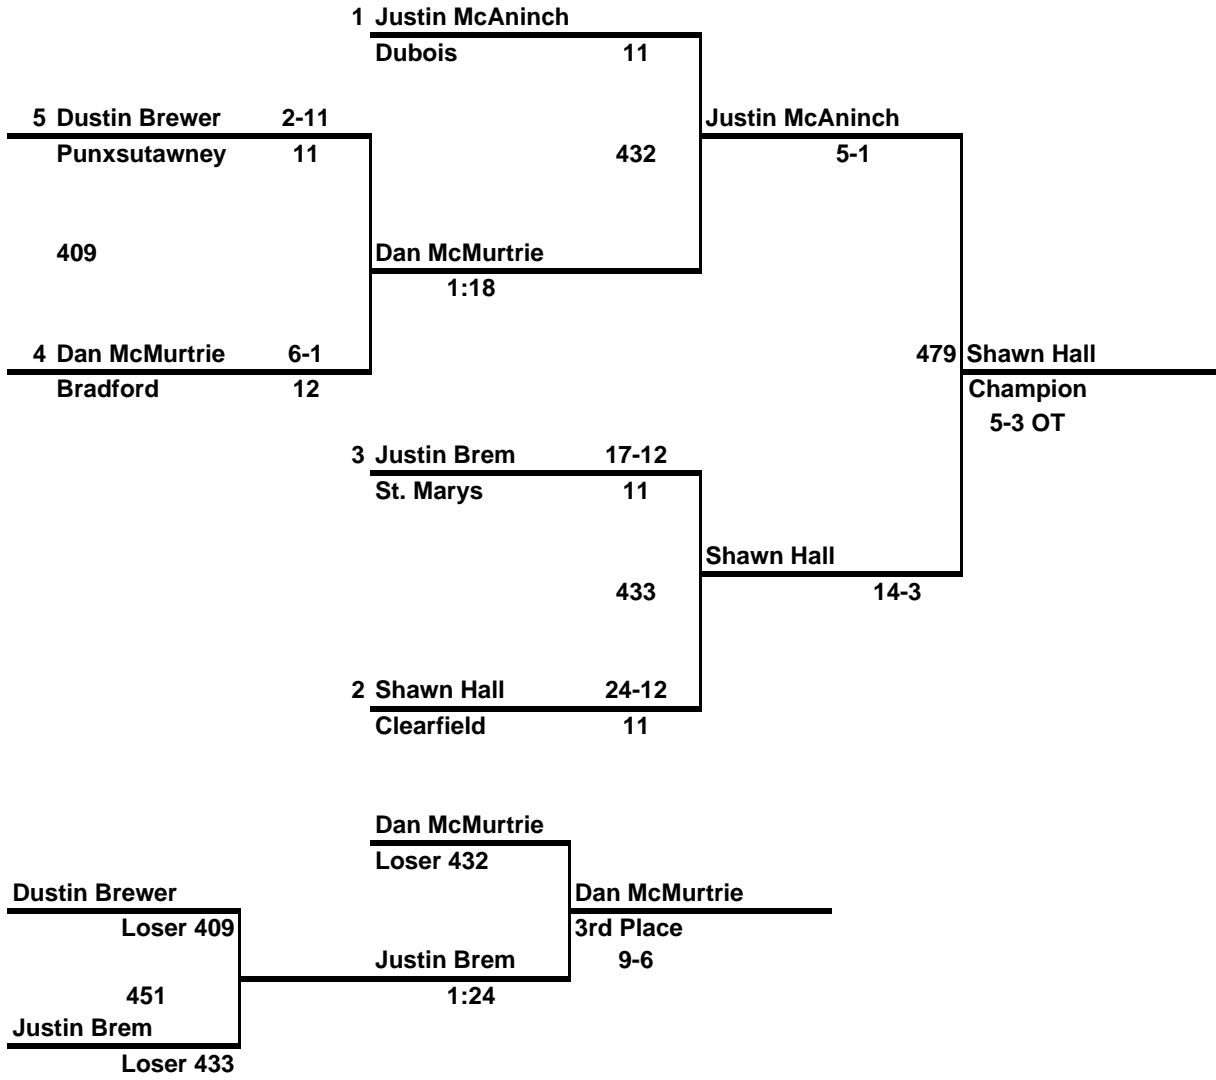 1 Justin McAninch
Dubois 11
5 Dustin Brewer 2-11
Justin McAninch
Punxsutawney 11
432
5-1
409
Dan McMurtrie
1:18
4 Dan McMurtrie 6-1
479 Shawn Hall
Bradford 12
Champion
5-3 OT
3 Justin Brem 17-12
St. Marys 11
Shawn Hall
433
14-3
2 Shawn Hall 24-12
Clearfield 11
Dan McMurtrie
Loser 432
Dustin Brewer
Dan McMurtrie
Loser 409
3rd Place
Justin Brem
9-6
451
1:24
Justin Brem
Loser 433